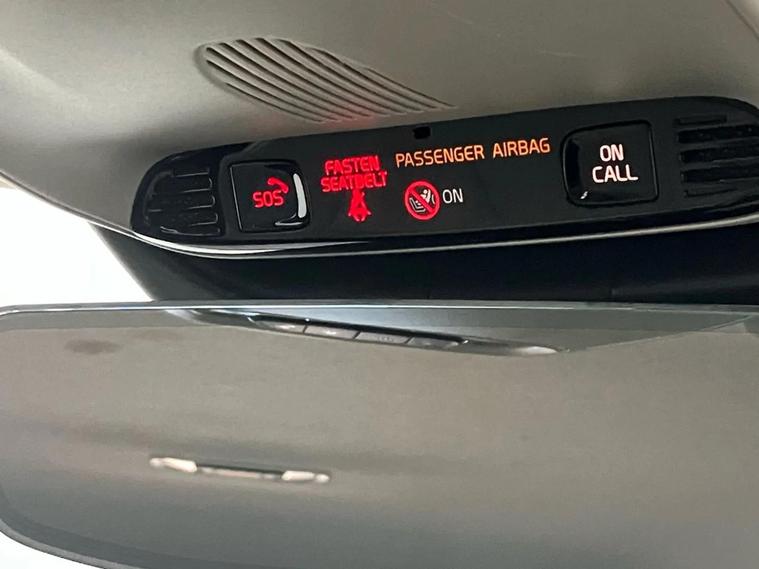 SOS
FASTEN
SEATBELT
PASSENGER AIRBAG
ON
ON
CALL